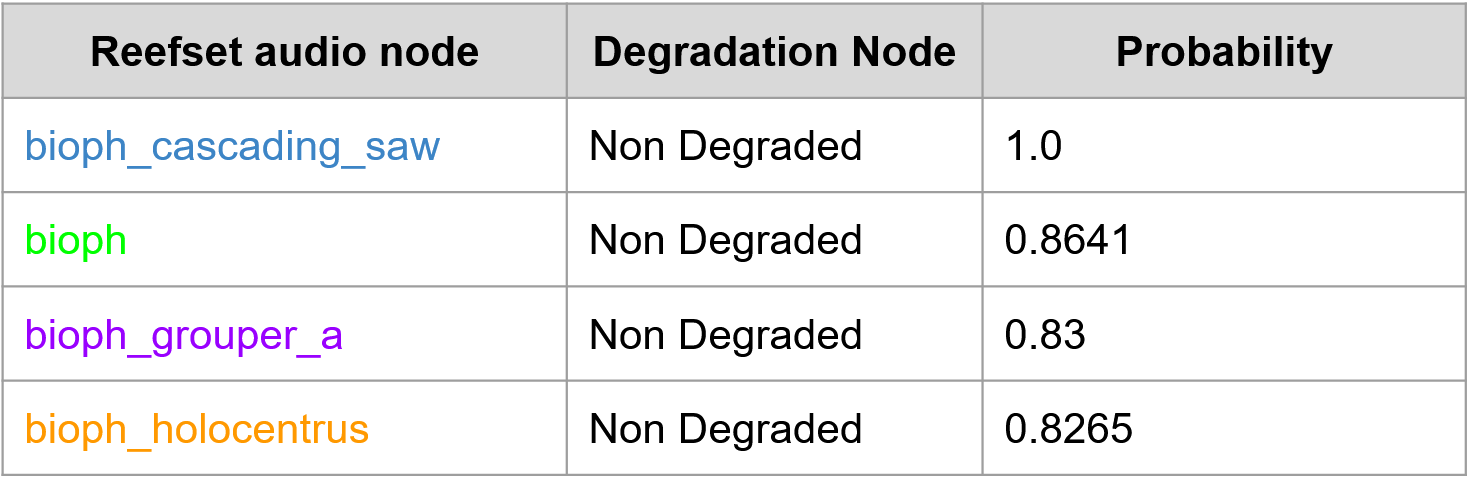 Reefset audio node Degradation Node Probability
bioph_cascading_saw Non Degraded 1.0
bioph Non Degraded 0.8641
bioph_grouper_a Non Degraded 0.83
bioph_holocentrus Non Degraded 0.8265